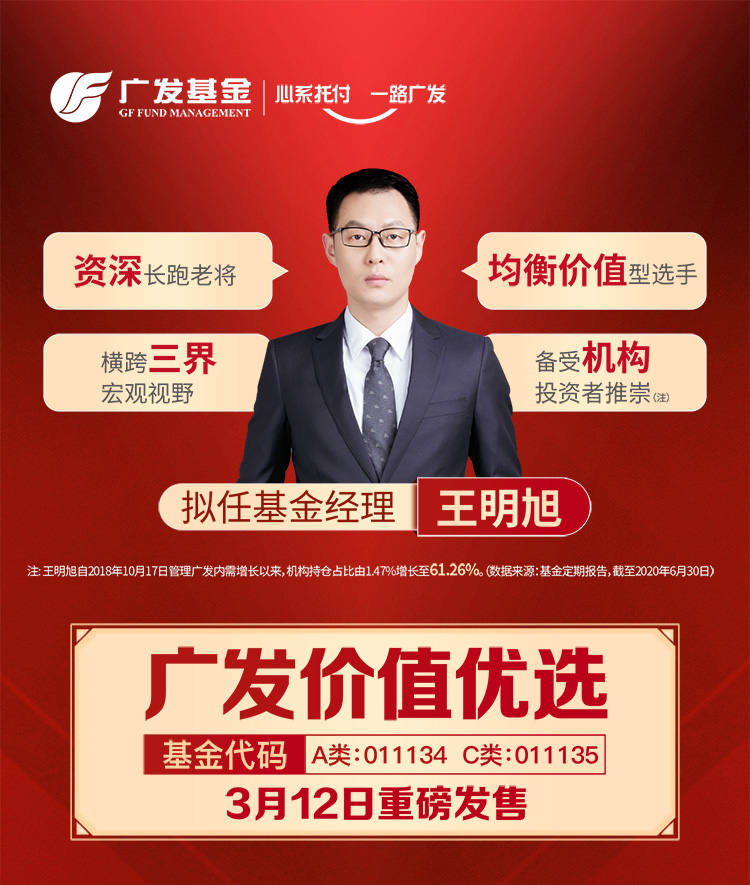 广发基金
GF FUND MANAGEMENT
心系托付 一路广发
资深长跑老将
均衡价值型选手
横跨三界
宏观视野
备受机构
投资者推崇(注)
拟任基金经理 王明旭
注:王明旭自2018年10月17日管理广发内需增长以来,机构持仓占比由1.47%增长至61.26%。(数据来源:基金定期报告,截至2020年6月30日)
广发价值优选
基金代码 A类:011134 C类:011135
3月12日重磅发售